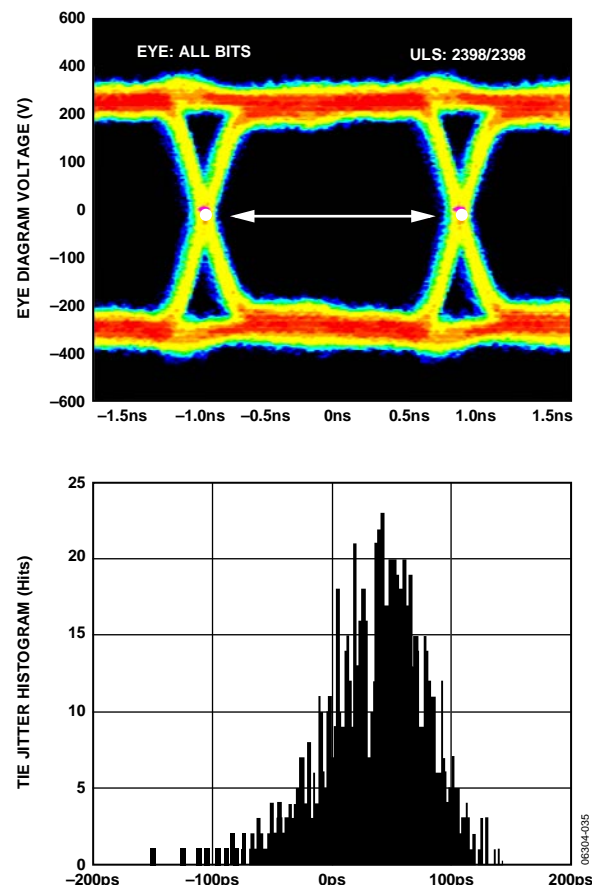 600
400
200
100
0
–100
–200
–400
–600
EYE DIAGRAM VOLTAGE (V)
EYE: ALL BITS
ULS: 2398/2398
–1.5ns –1.0ns –0.5ns 0ns 0.5ns 1.0ns 1.5ns
25
20
15
10
5
0
TIE JITTER HISTOGRAM (Hits)
–200ps –100ps 0ps 100ps 200ps
06304-035